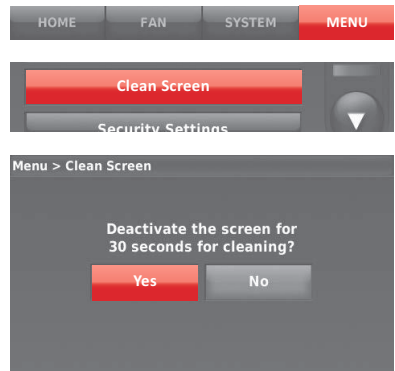 HOME FAN SYSTEM MENU
Clean Screen
Security Settings
Menu > Clean Screen
Deactivate the screen for
30 seconds for cleaning?
Yes No